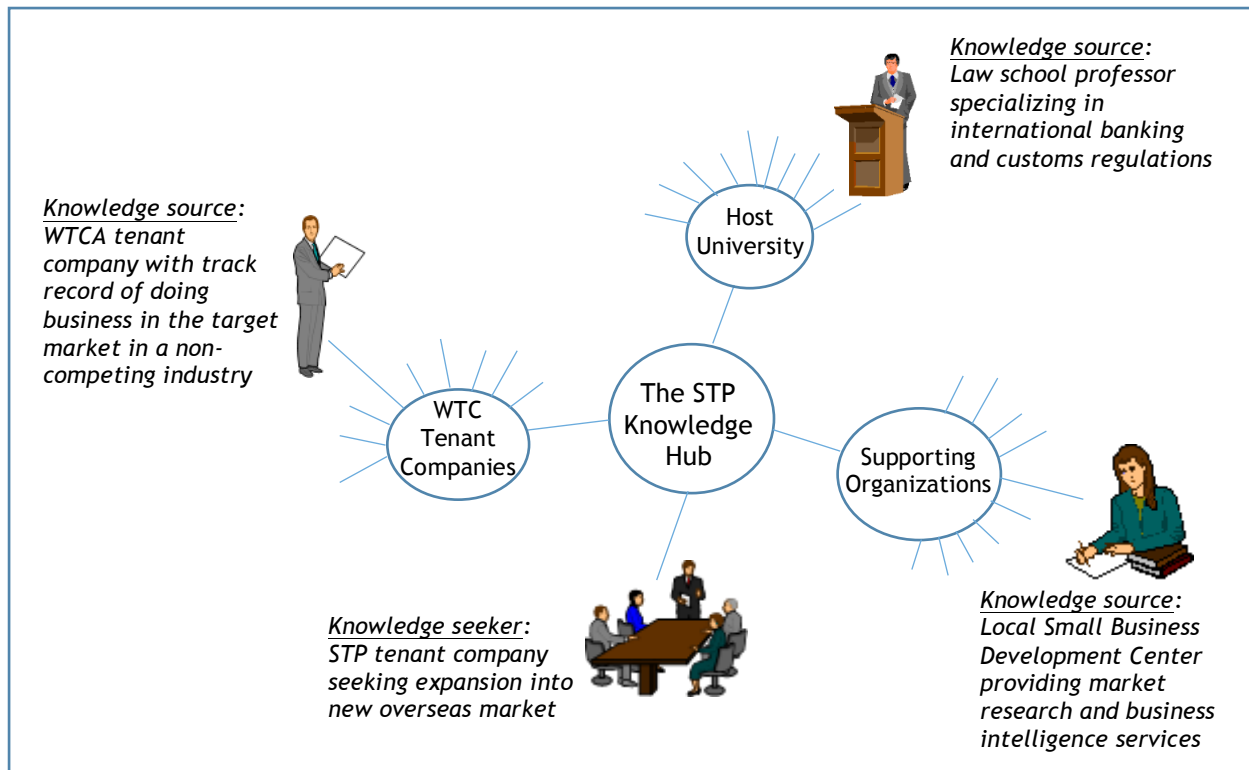 Knowledge source:
Law school professor
specializing in
international banking
and customs regulations
Host
University
Knowledge source:
WTCA tenant
company with track
record of doing
business in the target
market in a non-
competing industry
WTC
Tenant
Companies
The STP
Knowledge
Hub
Supporting
Organizations
Knowledge seeker:
STP tenant company
seeking expansion into
new overseas market
Knowledge source:
Local Small Business
Development Center
providing market
research and business
intelligence services